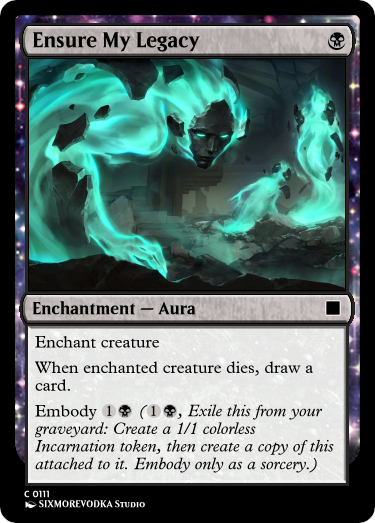 Ensure My Legacy
Enchantment — Aura
Enchant creature
When enchanted creature dies, draw a
card.
Embody 1 (1, Exile this from your
graveyard: Create a 1/1 colorless
Incarnation token, then create a copy of this
attached to it. Embody only as a sorcery.)
C 0111
SIXMOREVODKA STUDIO